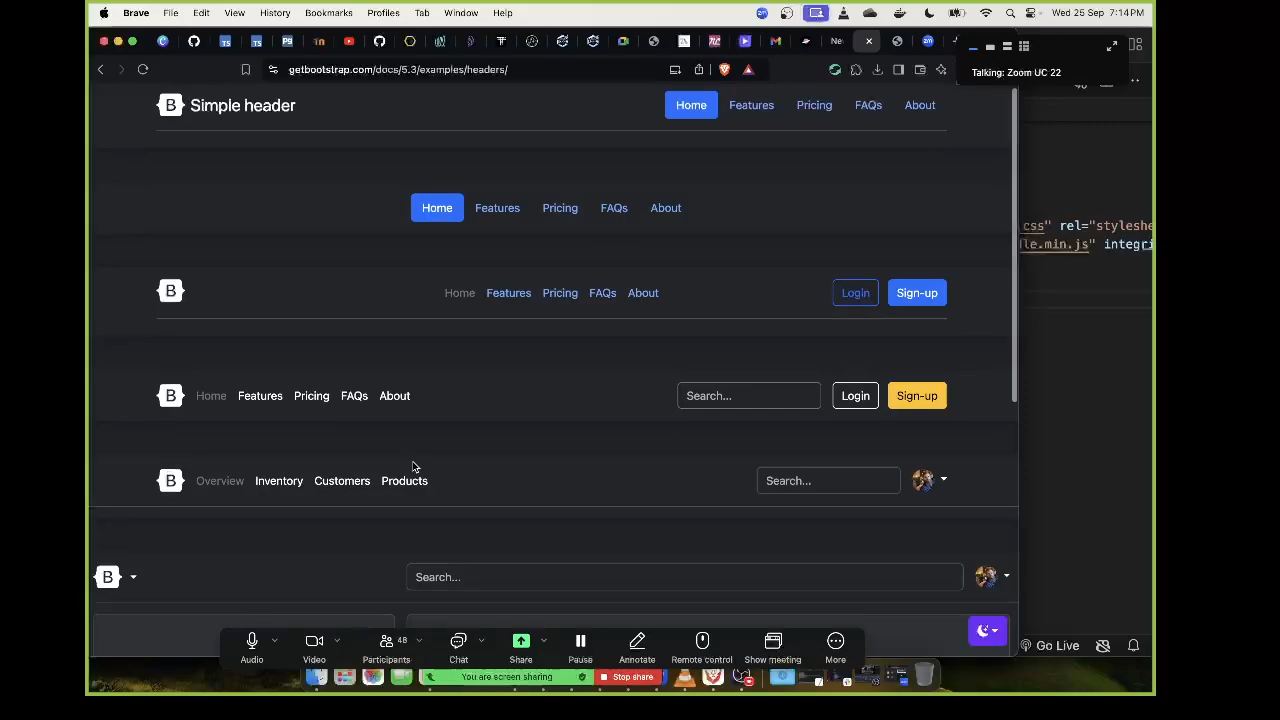 Brave File Edit View History Bookmarks Profiles Tab Window Help Wed 25 Sep 7:14 PM
getbootstrap.com/docs/5.3/examples/headers/
Talking: Zoom UC 22
B Simple header Home Features Pricing FAQs About
Home Features Pricing FAQs About
css" rel="styleshe
le.min.js" integri
B Home Features Pricing FAQs About Login Sign-up
B Home Features Pricing FAQs About Search... Login Sign-up
B Overview Inventory Customers Products Search...
B Search...
48
Audio Video Participants Chat Share Pause Annotate Remote control Show meeting More
Go Live
You are screen sharing Stop share